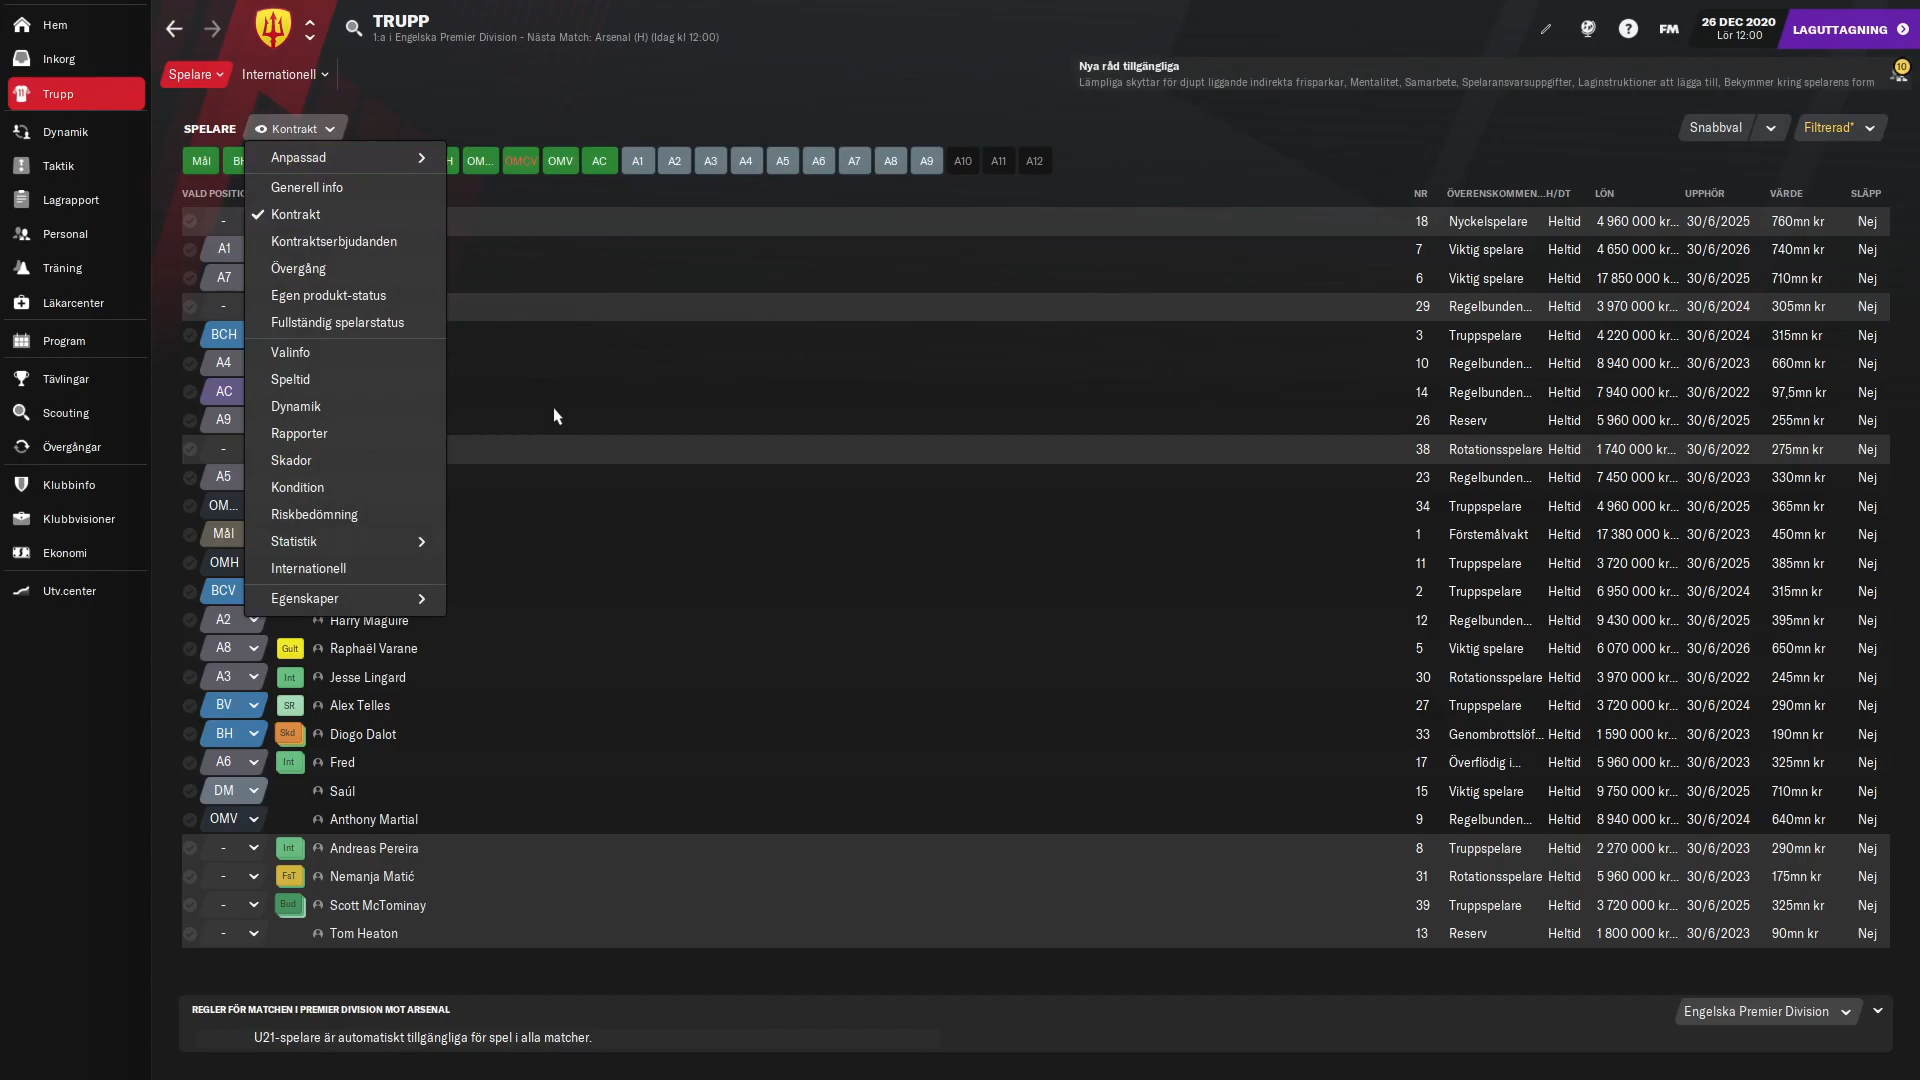 Hem
Inkorg
Trupp
Dynamik
Taktik
Lagrapport
Personal
Träning
Läkarcenter
Program
Tävlingar
Scouting
Övergångar
Klubbinfo
Klubbvisioner
Ekonomi
Utv.center
TRUPP
1:a i Engelska Premier Division - Nästa Match: Arsenal (H) (Idag kl 12:00)
?
FM
26 DEC 2020
Lör 12:00
LAGUTTAGNING
Spelare
Internationell
Nya råd tillgängliga
Lämpliga skyttar för djupt liggande indirekta frisparkar, Mentalitet, Samarbete, Spelaransvarsuppgifter, Laginstruktioner att lägga till, Bekymmer kring spelarens form
10
SPELARE
Kontrakt
Snabbval
Filtrerad*
Mål
OM...
OMCV
OMV
AC
A1
A2
A3
A4
A5
A6
A7
A8
A9
A10
A11
A12
Anpassad
Generell info
Kontrakt
Kontraktserbjudanden
Övergång
Egen produkt-status
Fullständig spelarstatus
Valinfo
Speltid
Dynamik
Rapporter
Skador
Kondition
Riskbedömning
Statistik
Internationell
Egenskaper
VALD NR ÖVERENSKOMMEN... H/DT LÖN UPPHÖR VÄRDE SLÄPP
- 18 Nyckelspelare Heltid 4 960 000 kr... 30/6/2025 760mn kr Nej
A1 7 Viktig spelare Heltid 4 650 000 kr... 30/6/2026 740mn kr Nej
A7 6 Viktig spelare Heltid 17 850 000 kr... 30/6/2025 710mn kr Nej
- 29 Regelbunden... Heltid 3 970 000 kr... 30/6/2024 305mn kr Nej
BCH 3 Truppspelare Heltid 4 220 000 kr... 30/6/2024 315mn kr Nej
A4 10 Regelbunden... Heltid 8 940 000 kr... 30/6/2023 660mn kr Nej
AC 14 Regelbunden... Heltid 7 940 000 kr... 30/6/2022 97,5mn kr Nej
A9 26 Reserv Heltid 5 960 000 kr... 30/6/2025 255mn kr Nej
- 38 Rotationsspelare Heltid 1 740 000 kr... 30/6/2022 275mn kr Nej
A5 23 Regelbunden... Heltid 7 450 000 kr... 30/6/2023 330mn kr Nej
OM... 34 Truppspelare Heltid 4 960 000 kr... 30/6/2025 365mn kr Nej
Mål 1 Förstemålvakt Heltid 17 380 000 k... 30/6/2023 450mn kr Nej
OMH 11 Truppspelare Heltid 3 720 000 kr... 30/6/2025 385mn kr Nej
BCV 2 Truppspelare Heltid 6 950 000 kr... 30/6/2024 315mn kr Nej
A2 Harry Maguire 12 Regelbunden... Heltid 9 430 000 kr... 30/6/2025 395mn kr Nej
A8 Gult Raphaël Varane 5 Viktig spelare Heltid 6 070 000 kr... 30/6/2026 650mn kr Nej
A3 Int Jesse Lingard 30 Rotationsspelare Heltid 3 970 000 kr... 30/6/2022 245mn kr Nej
BV SR Alex Telles 27 Truppspelare Heltid 3 720 000 kr... 30/6/2024 290mn kr Nej
BH Skd Diogo Dalot 33 Genombrottslöf... Heltid 1 590 000 kr... 30/6/2023 190mn kr Nej
A6 Int Fred 17 Överflödig i... Heltid 5 960 000 kr... 30/6/2023 325mn kr Nej
DM Saúl 15 Viktig spelare Heltid 9 750 000 kr... 30/6/2025 710mn kr Nej
OMV Anthony Martial 9 Regelbunden... Heltid 8 940 000 kr... 30/6/2024 640mn kr Nej
- Int Andreas Pereira 8 Truppspelare Heltid 2 270 000 kr... 30/6/2023 290mn kr Nej
- FsT Nemanja Matić 31 Rotationsspelare Heltid 5 960 000 kr... 30/6/2023 175mn kr Nej
- Bud Scott McTominay 39 Truppspelare Heltid 3 720 000 kr... 30/6/2025 325mn kr Nej
- Tom Heaton 13 Reserv Heltid 1 800 000 kr... 30/6/2023 90mn kr Nej
REGLER FÖR MATCHEN I PREMIER DIVISION MOT ARSENAL
Engelska Premier Division
U21-spelare är automatiskt tillgängliga för spel i alla matcher.